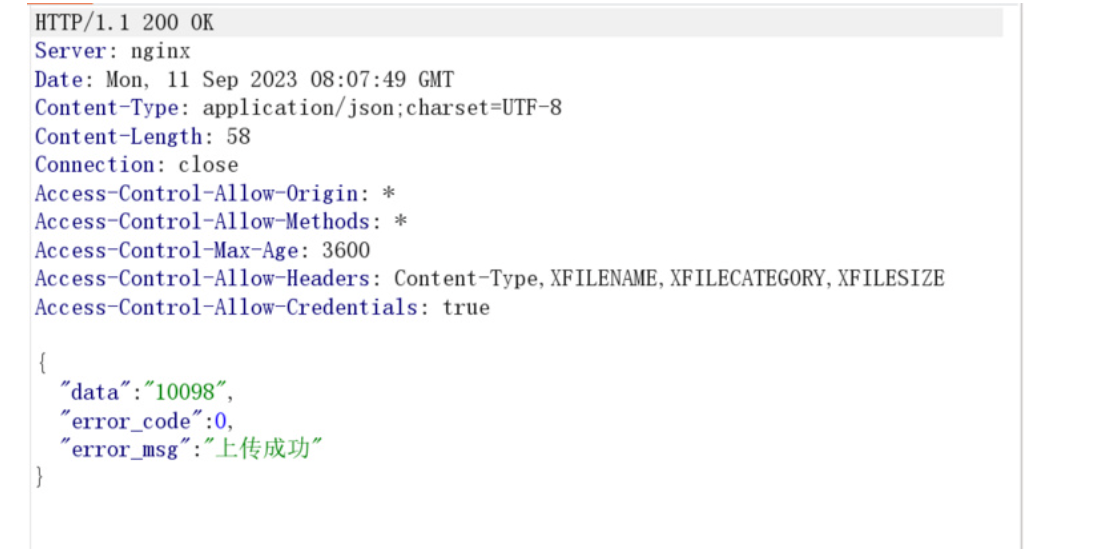 HTTP/1.1 200 OK
Server: nginx
Date: Mon, 11 Sep 2023 08:07:49 GMT
Content-Type: application/json;charset=UTF-8
Content-Length: 58
Connection: close
Access-Control-Allow-Origin: *
Access-Control-Allow-Methods: *
Access-Control-Max-Age: 3600
Access-Control-Allow-Headers: Content-Type,XFILENAME,XFILECATEGORY,XFILESIZE
Access-Control-Allow-Credentials: true
{
"data":"10098",
"error_code":0,
"error_msg":"上传成功"
}